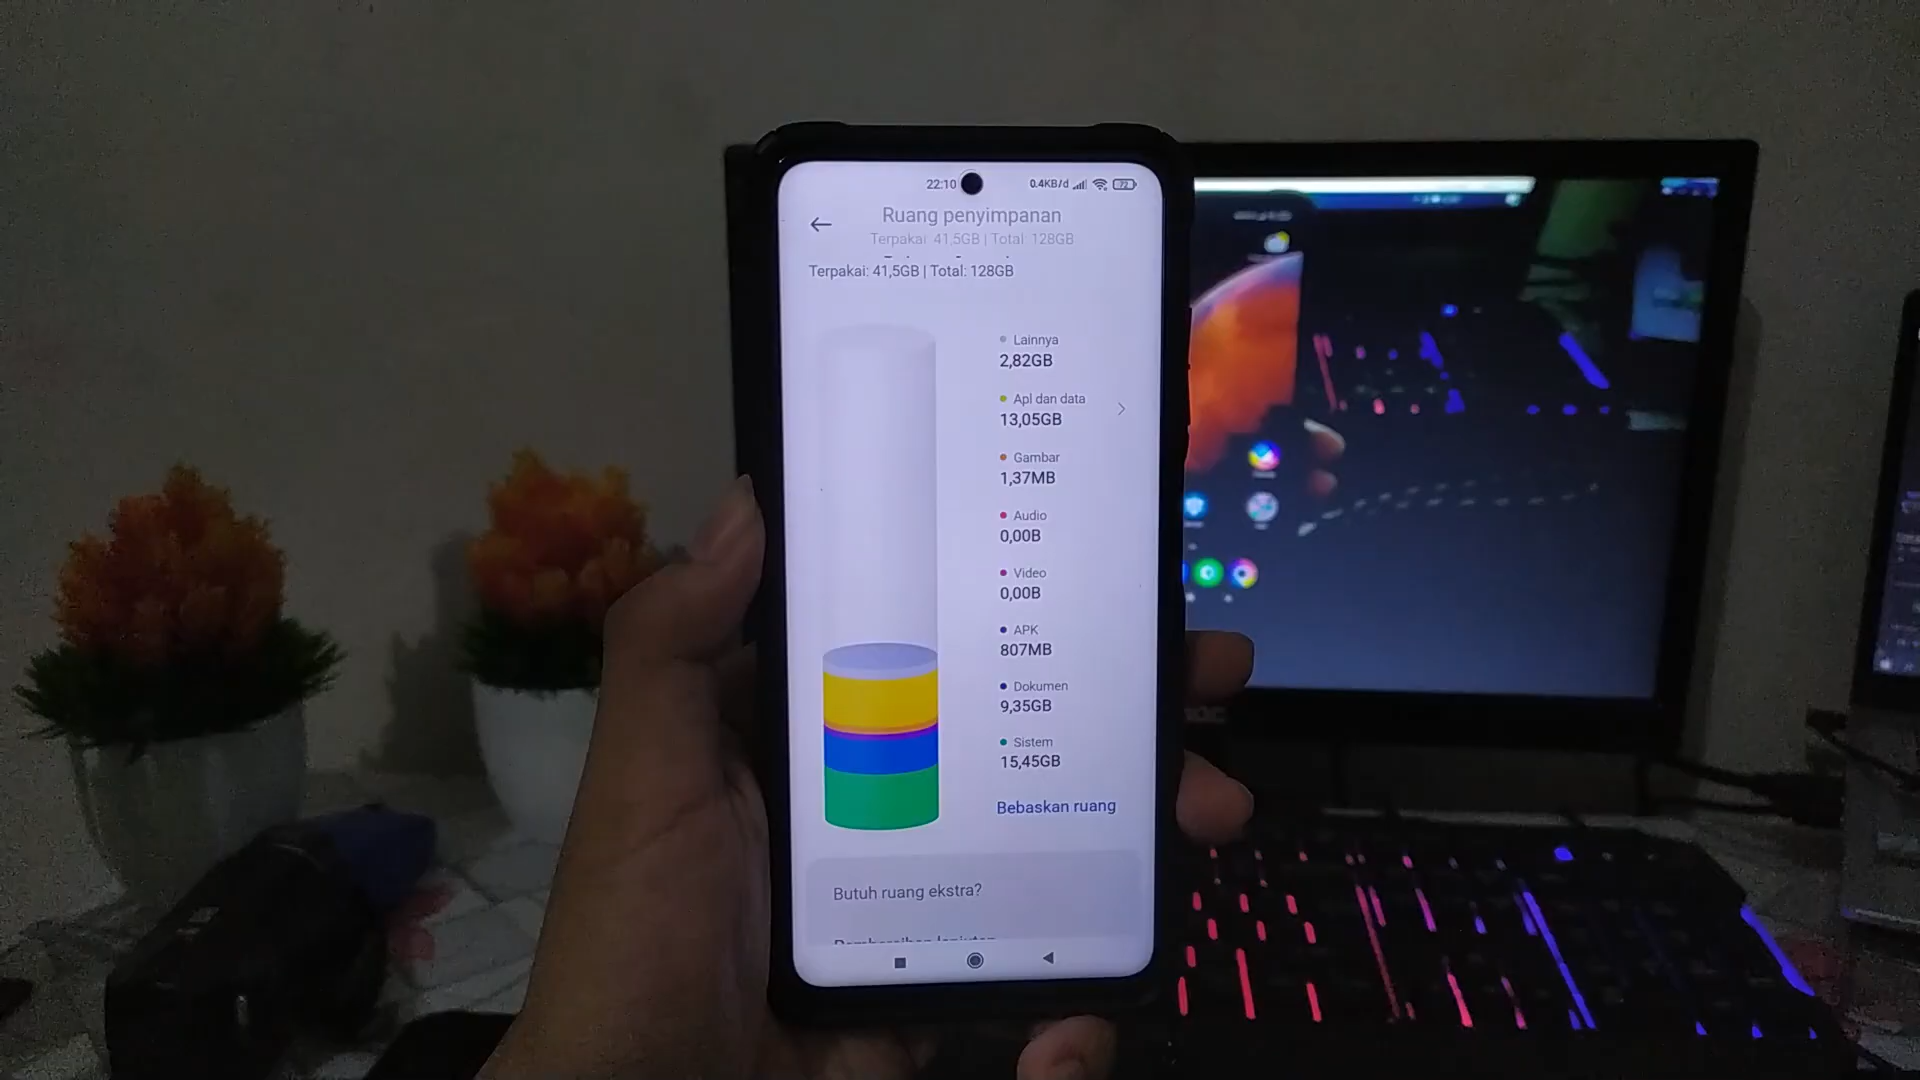 22:10
0.4KB/d
72
Ruang penyimpanan
Terpakai: 41,5GB | Total: 128GB
Terpakai: 41,5GB | Total: 128GB
Lainnya
2,82GB
Apl dan data
13,05GB
Gambar
1,37MB
Audio
0,00B
Video
0,00B
APK
807MB
Dokumen
9,35GB
Sistem
15,45GB
Bebaskan ruang
Butuh ruang ekstra?